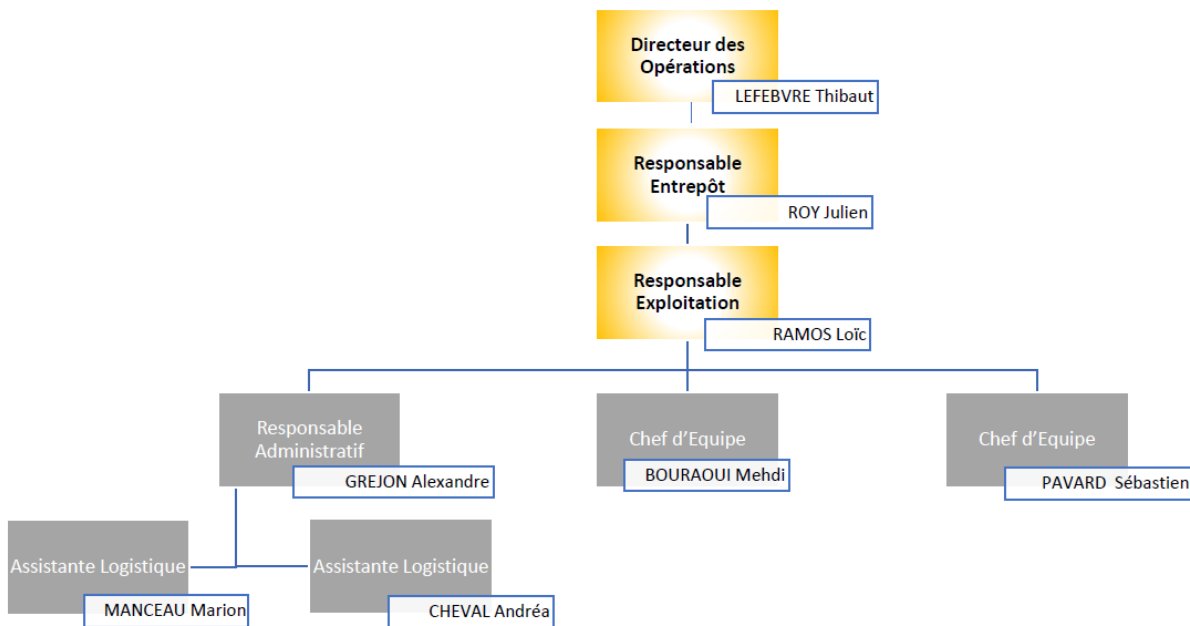 Directeur des
Opérations
LEFEBVRE Thibaut
Responsable
Entrepôt
ROY Julien
Responsable
Exploitation
RAMOS Loïc
Responsable
Administratif
GREJON Alexandre
Chef d’Equipe
BOURAOUI Mehdi
Chef d’Equipe
PAVARD  Sébastien
Assistante Logistique
MANCEAU Marion
Assistante Logistique
CHEVAL Andréa